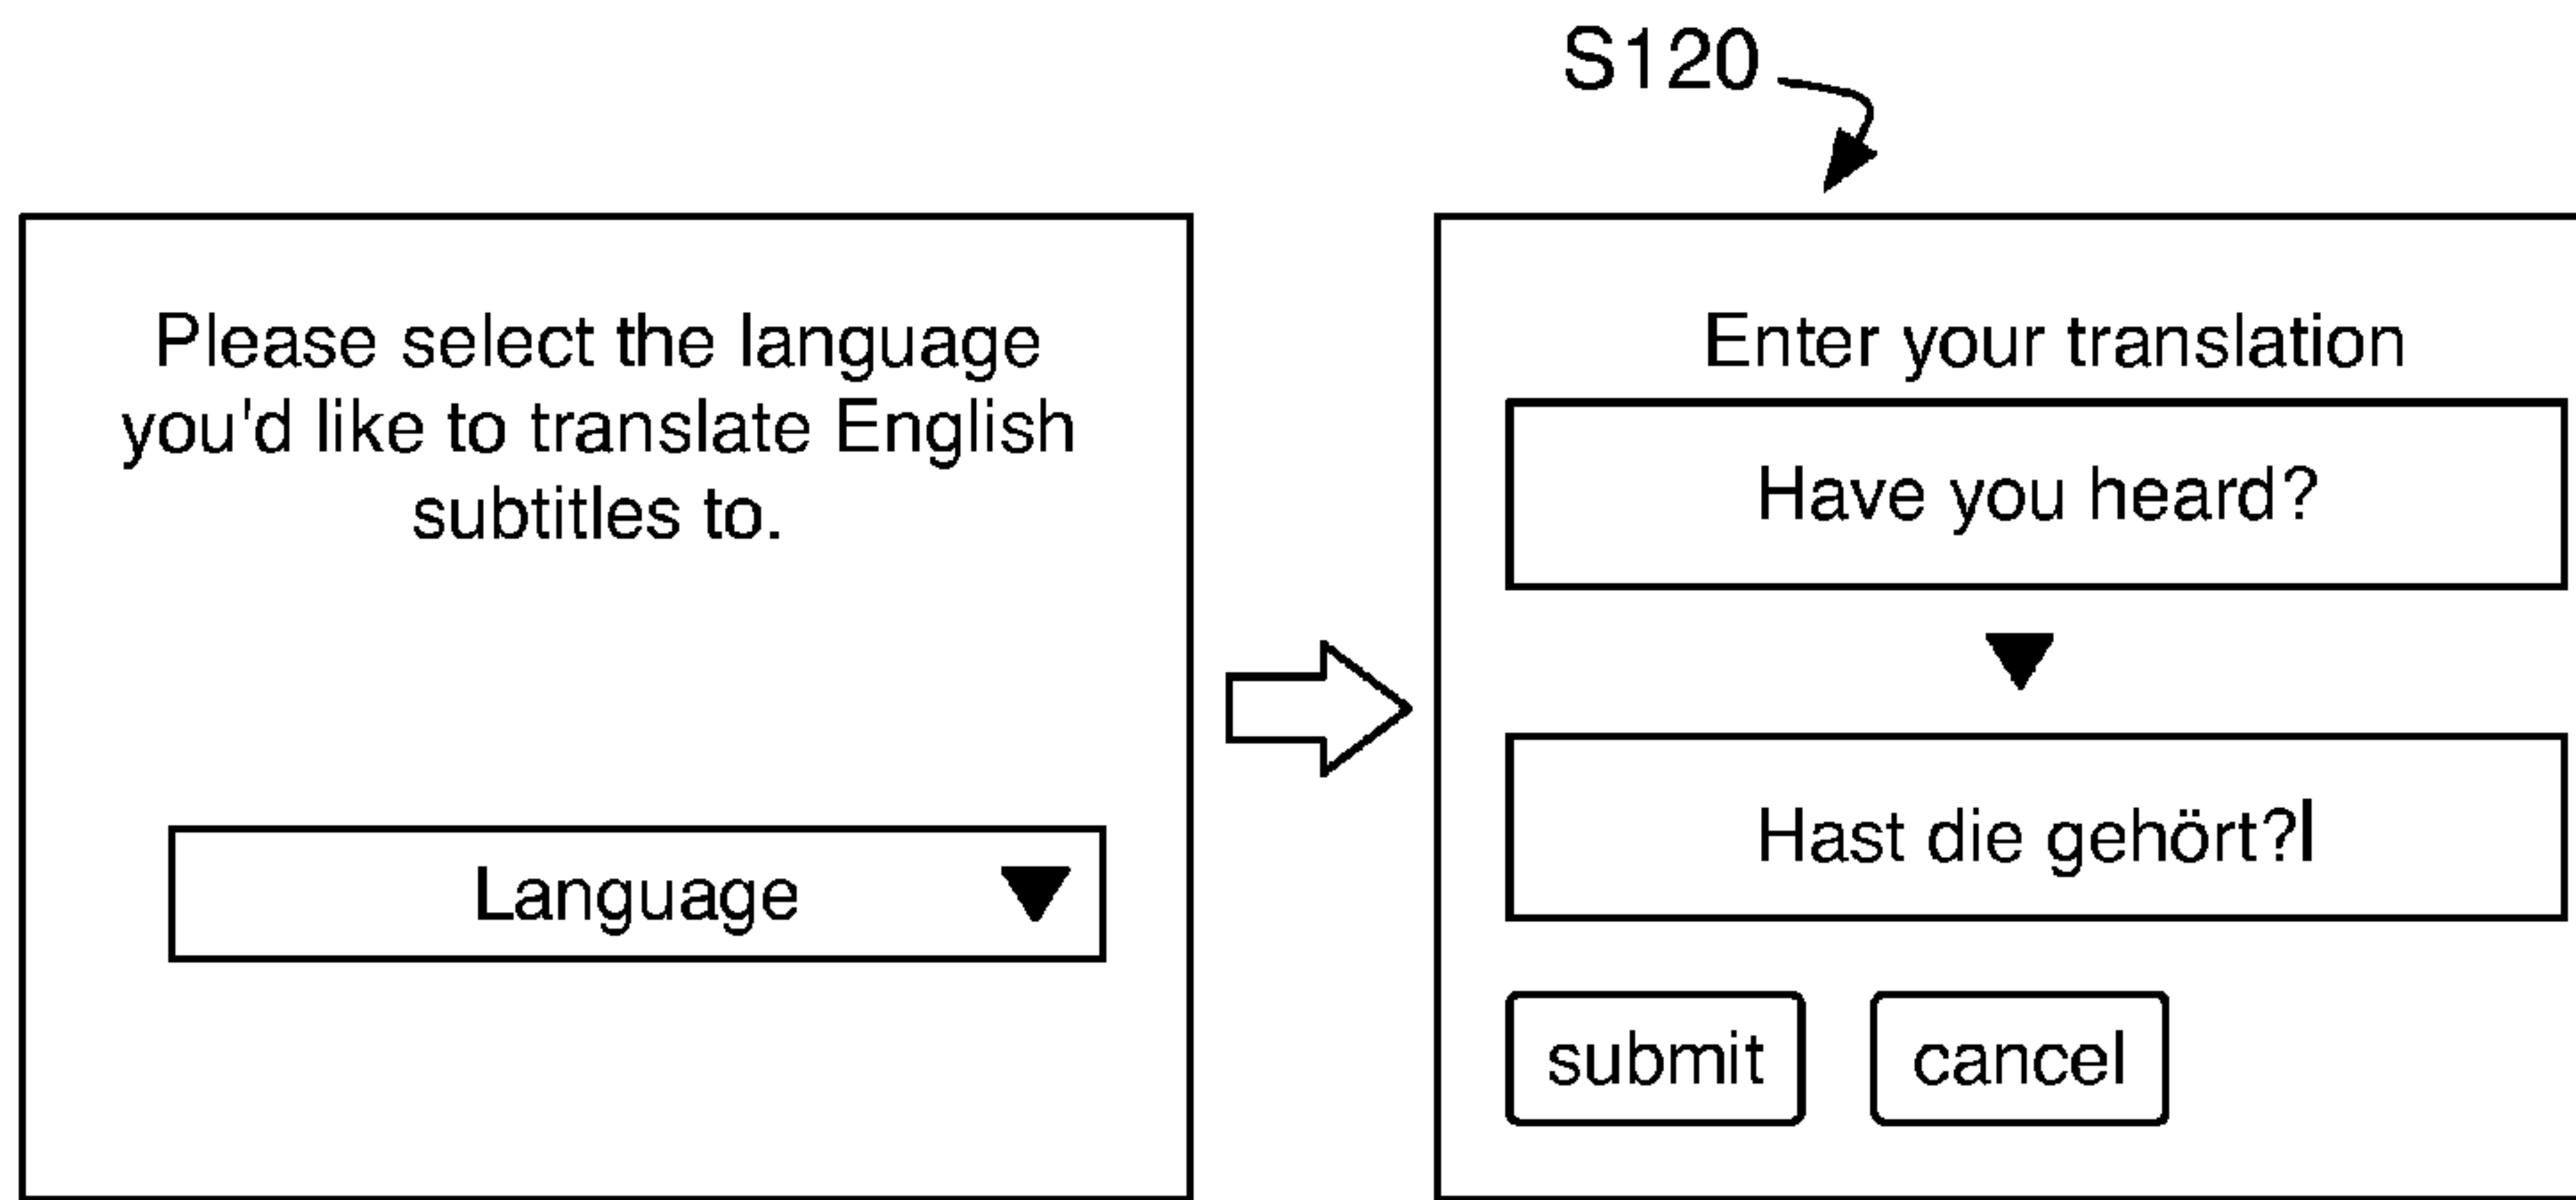 S120
Please select the language
you'd like to translate English
subtitles to.
Language
Enter your translation
Have you heard?
Hast die gehört?
submit
cancel